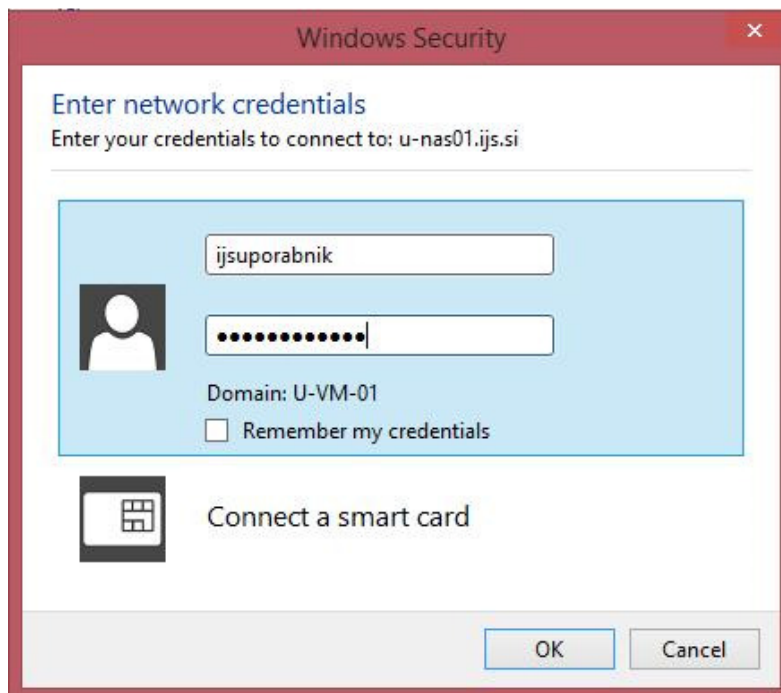 Windows Security
Enter network credentials
Enter your credentials to connect to: u-nas01.ijs.si
ijsuporabnik
●●●●●●●●●●●●
Domain: U-VM-01
Remember my credentials
Connect a smart card
OK
Cancel